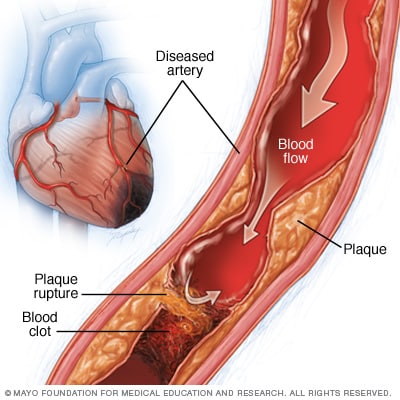 Diseased
artery
Blood
flow
Plaque
Plaque
rupture
Blood
clot
© MAYO FOUNDATION FOR MEDICAL EDUCATION AND RESEARCH. ALL RIGHTS RESERVED.